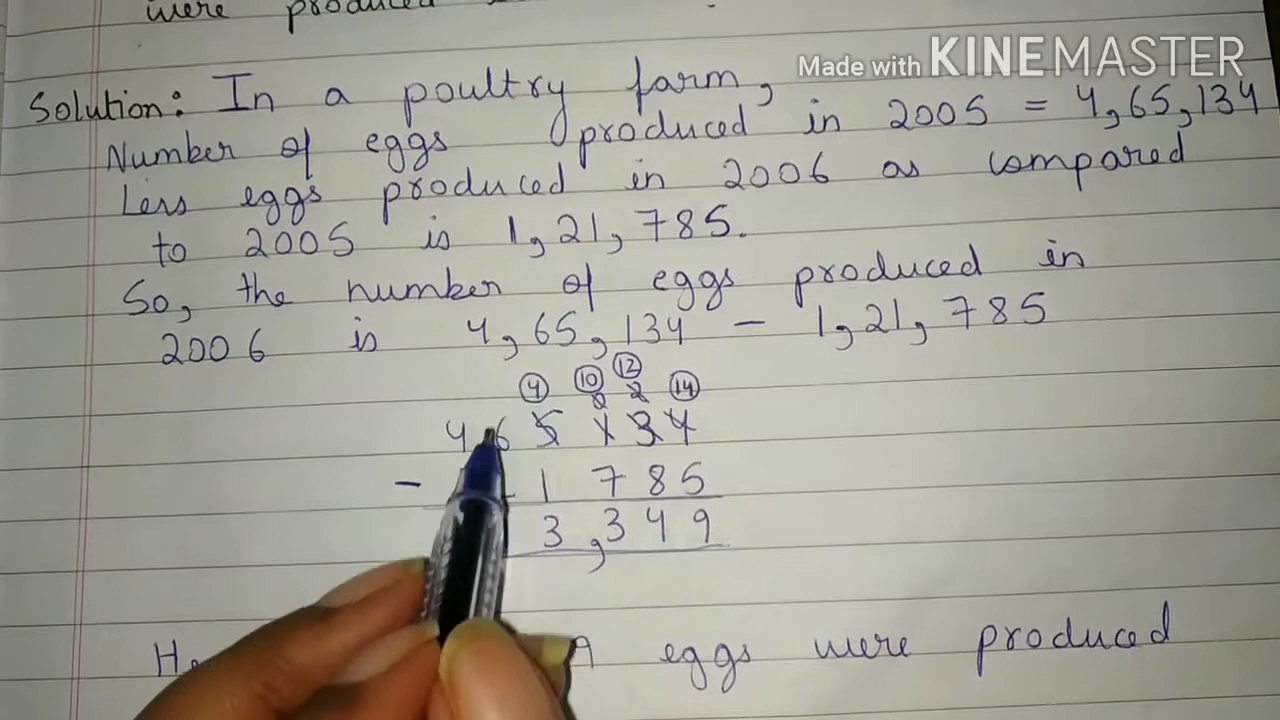 were produced
Made with KINEMASTER
Solution: In a poultry farm,
Number of eggs produced in 2005 = 4,65,134
Less eggs produced in 2006 as compared
to 2005 is 1,21,785.
So, the number of eggs produced in
2006 is 4,65,134 - 1,21,785
4 10 12 14
0 2
4 6 5 1 3 4
- 1 7 8 5
3,3 4 9
eggs were produced